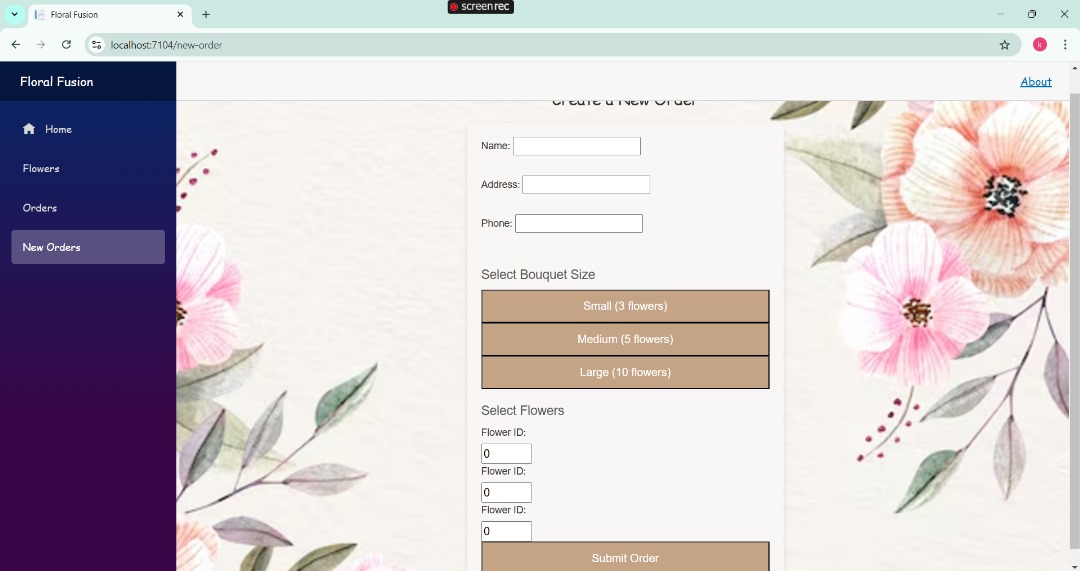 screenrec
Floral Fusion
localhost:7104/new-order
k
Floral Fusion
About
Home
Flowers
Orders
New Orders
Create a New Order
Name:
Address:
Phone:
Select Bouquet Size
Small (3 flowers)
Medium (5 flowers)
Large (10 flowers)
Select Flowers
Flower ID:
0
Flower ID:
0
Flower ID:
0
Submit Order